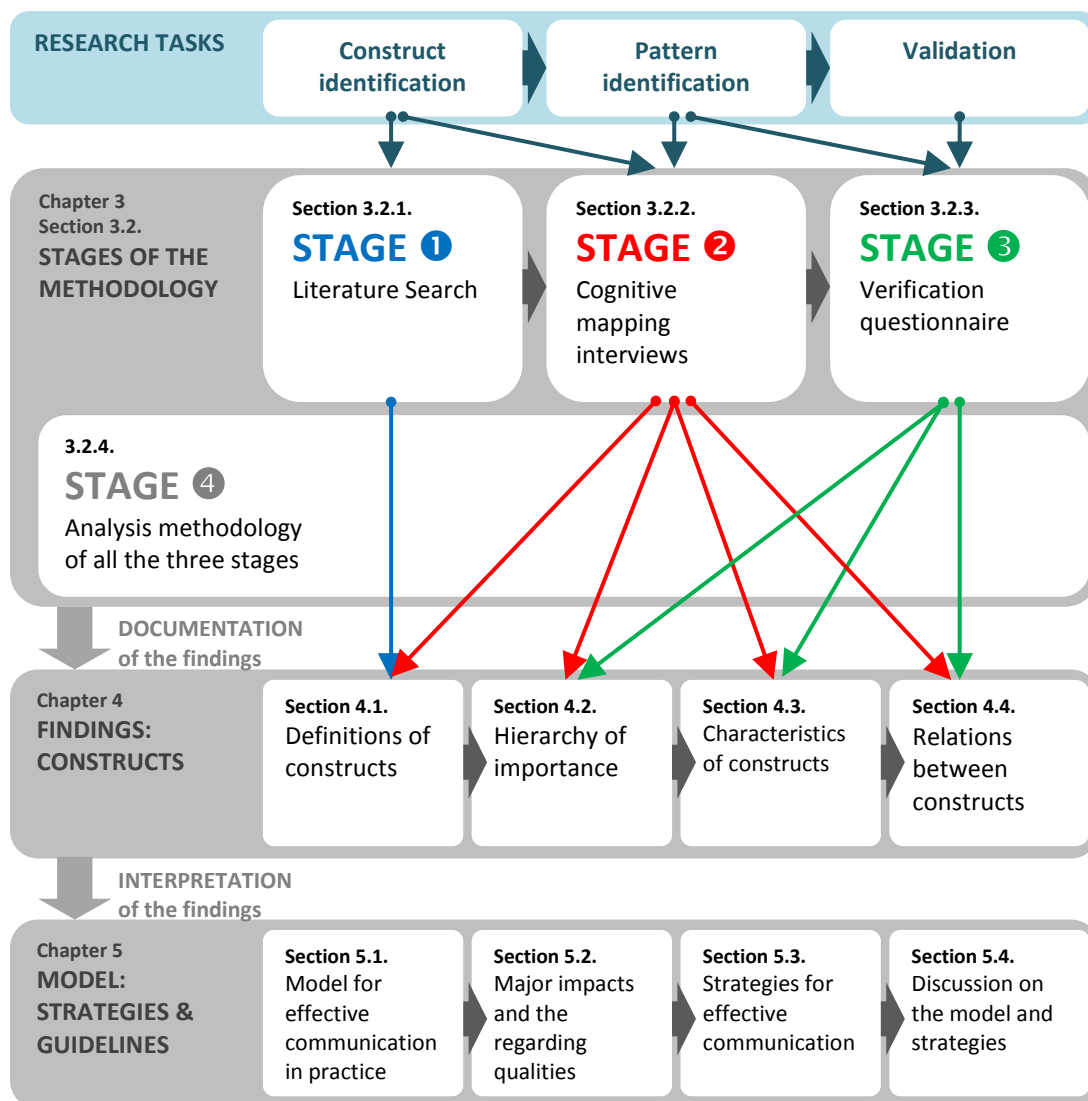 RESEARCH TASKS
Construct
identification
Pattern
identification
Validation
Chapter 3
Section 3.2.
STAGES OF THE
METHODOLOGY
Section 3.2.1.
STAGE ❶
Literature Search
Section 3.2.2.
STAGE ❷
Cognitive
mapping
interviews
Section 3.2.3.
STAGE ❸
Verification
questionnaire
3.2.4.
STAGE ❹
Analysis methodology
of all the three stages
DOCUMENTATION
of the findings
Chapter 4
FINDINGS:
CONSTRUCTS
Section 4.1.
Definitions of
constructs
Section 4.2.
Hierarchy of
importance
Section 4.3.
Characteristics
of constructs
Section 4.4.
Relations
between
constructs
INTERPRETATION
of the findings
Chapter 5
MODEL:
STRATEGIES &
GUIDELINES
Section 5.1.
Model for
effective
communication
in practice
Section 5.2.
Major impacts
and the
regarding
qualities
Section 5.3.
Strategies for
effective
communication
Section 5.4.
Discussion on
the model and
strategies